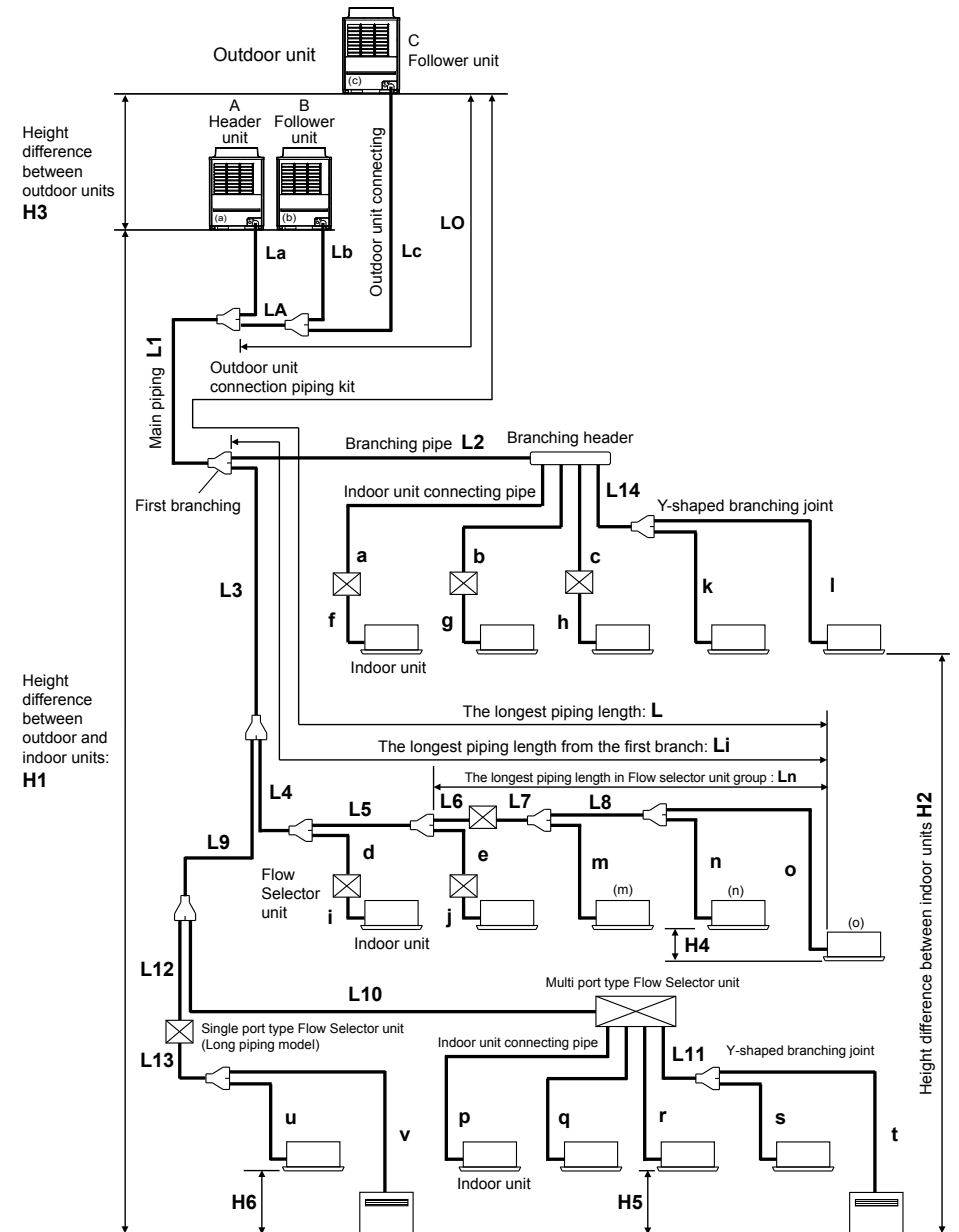 Outdoor unit
C
Follower unit
(c)
A
Header
unit
B
Follower
unit
Height
difference
between
outdoor units
H3
(a)
(b)
Outdoor unit connecting
LO
La
Lb
Lc
LA
Main piping L1
Outdoor unit
connection piping kit
Branching pipe L2
Branching header
First branching
Indoor unit connecting pipe
L14
Y-shaped branching joint
a
b
c
k
l
L3
f
g
h
Indoor unit
Height
difference
between
outdoor and
indoor units:
H1
The longest piping length: L
The longest piping length from the first branch: Li
The longest piping length in Flow selector unit group : Ln
Height difference between indoor units H2
L4
L5
L6
L7
L8
L9
d
e
m
n
o
Flow
Selector
unit
(m)
(n)
(o)
i
j
Indoor unit
H4
L12
L10
Multi port type Flow Selector unit
Single port type Flow Selector unit
(Long piping model)
Indoor unit connecting pipe
L11
Y-shaped branching joint
L13
u
v
p
q
r
s
t
Indoor unit
H6
H5